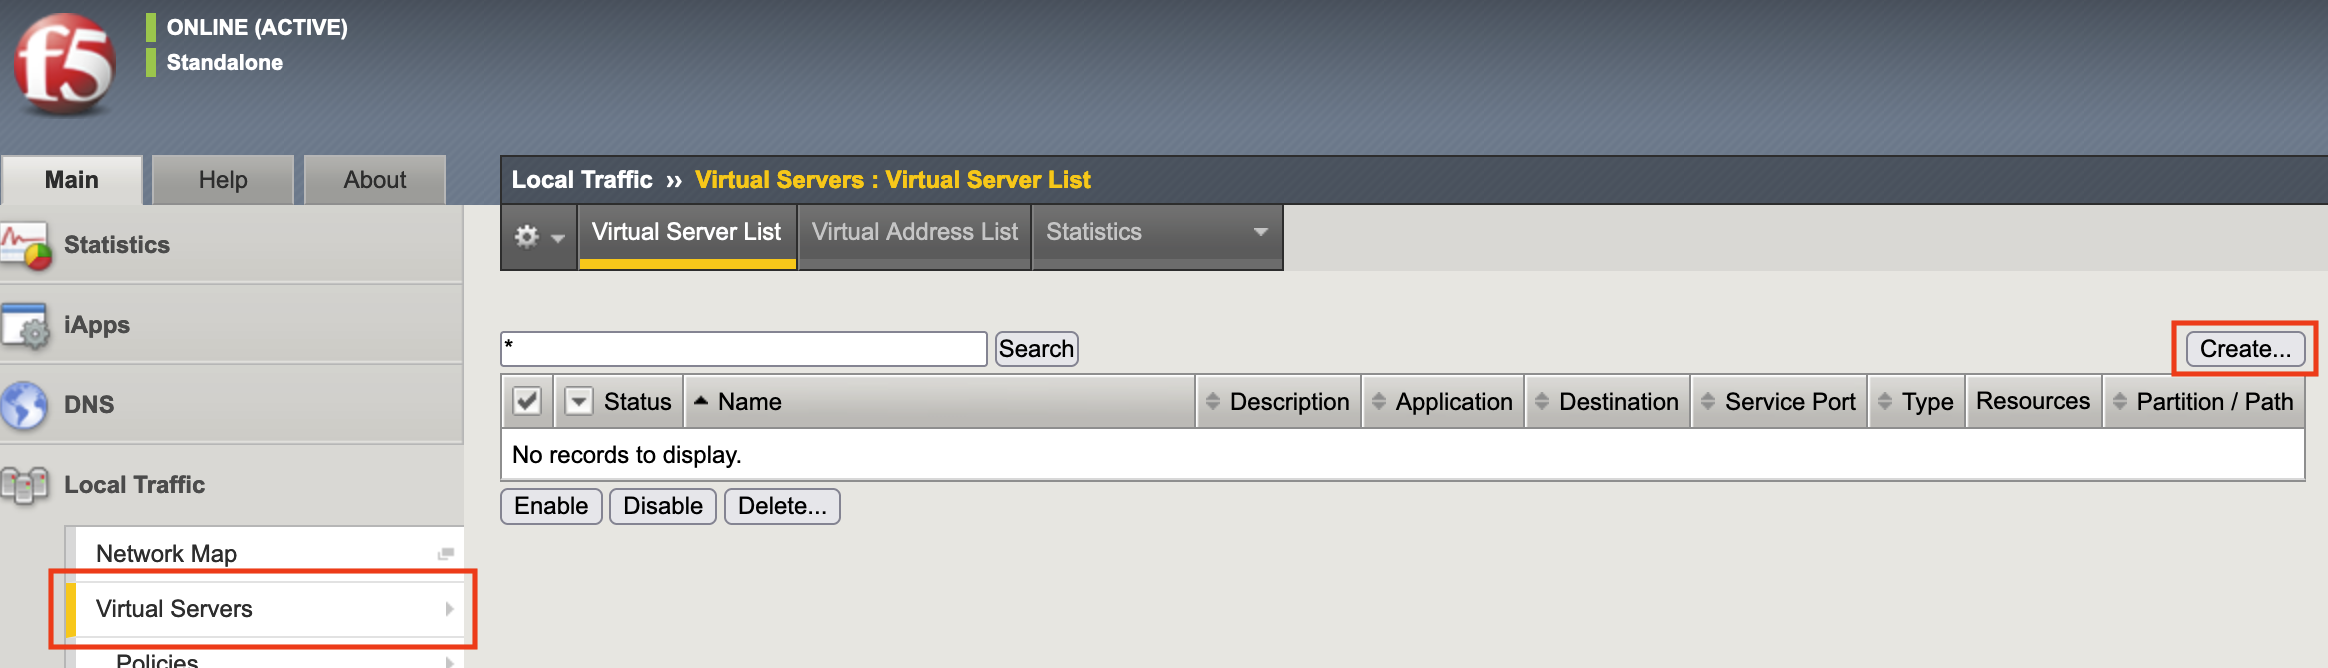 f5
ONLINE (ACTIVE)
Standalone
Main Help About
Local Traffic ›› Virtual Servers : Virtual Server List
Virtual Server List Virtual Address List Statistics
Statistics
iApps
DNS
Local Traffic
Network Map
Virtual Servers
Policies
* Search Create...
Status Name Description Application Destination Service Port Type Resources Partition / Path
No records to display.
Enable Disable Delete...